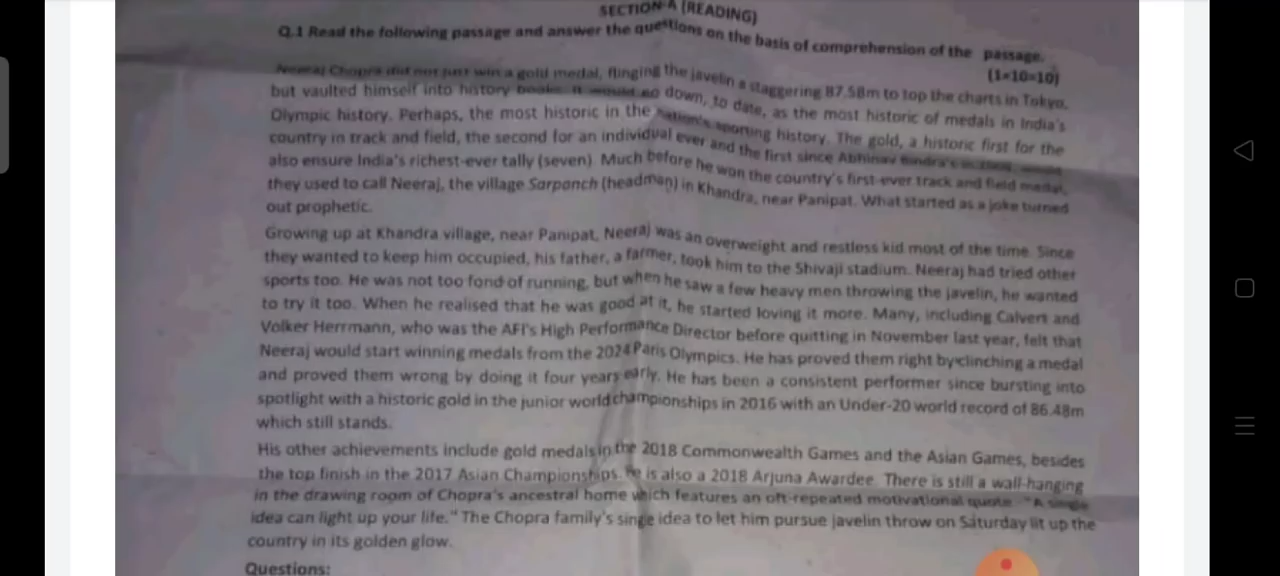 SECTION-A (READING)
Q.1 Read the following passage and answer the questions on the basis of comprehension of the passage.
(1×10=10)
Neeraj Chopra did not just win a gold medal, flinging the javelin a staggering 87.58m to top the charts in Tokyo,
but vaulted himself into history books. It would go down, to date, as the most historic of medals in India's
Olympic history. Perhaps, the most historic in the nation's sporting history. The gold, a historic first for the
country in track and field, the second for an individual ever and the first since Abhinav Bindra's in 2008, would
also ensure India's richest-ever tally (seven). Much before he won the country's first-ever track and field medal,
they used to call Neeraj, the village Sarpanch (headman) in Khandra, near Panipat. What started as a joke turned
out prophetic.
Growing up at Khandra village, near Panipat, Neeraj was an overweight and restless kid most of the time. Since
they wanted to keep him occupied, his father, a farmer, took him to the Shivaji stadium. Neeraj had tried other
sports too. He was not too fond of running, but when he saw a few heavy men throwing the javelin, he wanted
to try it too. When he realised that he was good at it, he started loving it more. Many, including Calvert and
Volker Herrmann, who was the AFI's High Performance Director before quitting in November last year, felt that
Neeraj would start winning medals from the 2024 Paris Olympics. He has proved them right by clinching a medal
and proved them wrong by doing it four years early. He has been a consistent performer since bursting into
spotlight with a historic gold in the junior world championships in 2016 with an Under-20 world record of 86.48m
which still stands.
His other achievements include gold medals in the 2018 Commonwealth Games and the Asian Games, besides
the top finish in the 2017 Asian Championships. he is also a 2018 Arjuna Awardee. There is still a wall-hanging
in the drawing room of Chopra's ancestral home which features an oft-repeated motivational quote- "A single
idea can light up your life." The Chopra family's singe idea to let him pursue javelin throw on Saturday lit up the
country in its golden glow.
Questions: